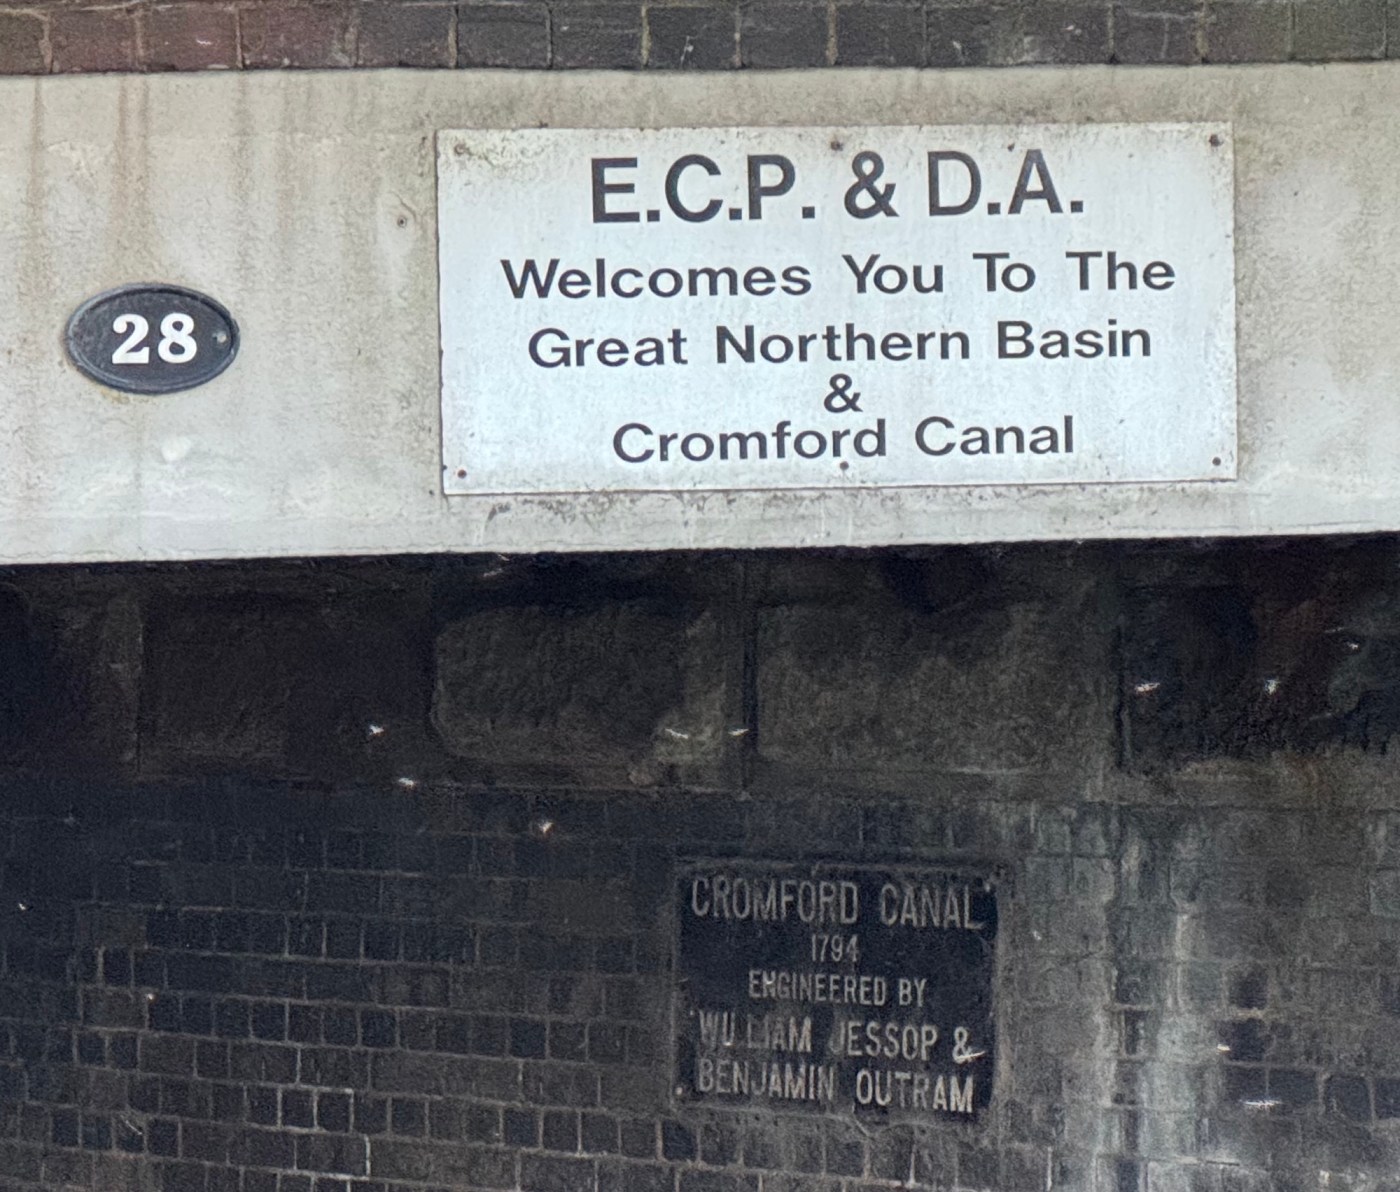 E.C.P. & D.A.
Welcomes You To The
Great Northern Basin
&
Cromford Canal
28
CROMFORD CANAL
1794
ENGINEERED BY
WILLIAM JESSOP &
BENJAMIN OUTRAM